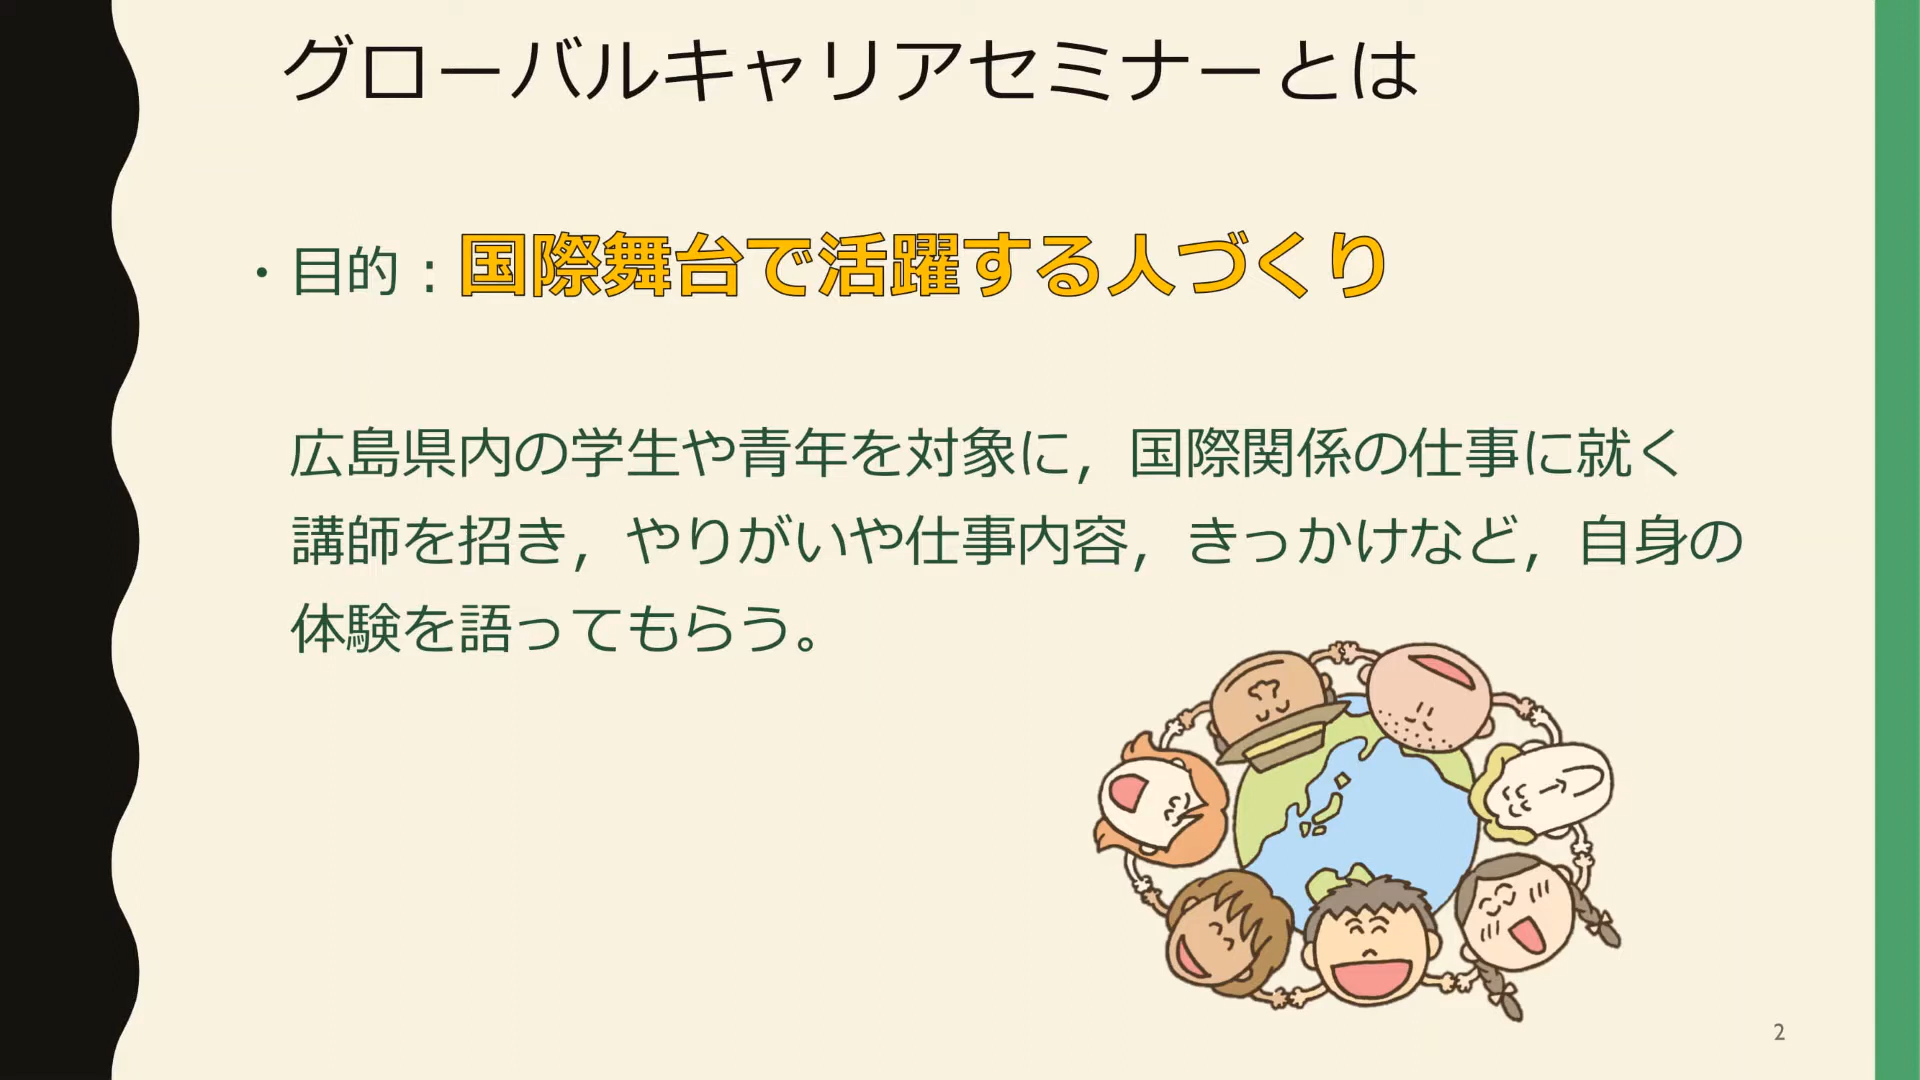 グローバルキャリアセミナーとは
・目的：国際舞台で活躍する人づくり
広島県内の学生や青年を対象に，国際関係の仕事に就く
講師を招き，やりがいや仕事内容，きっかけなど，自身の
体験を語ってもらう。
2